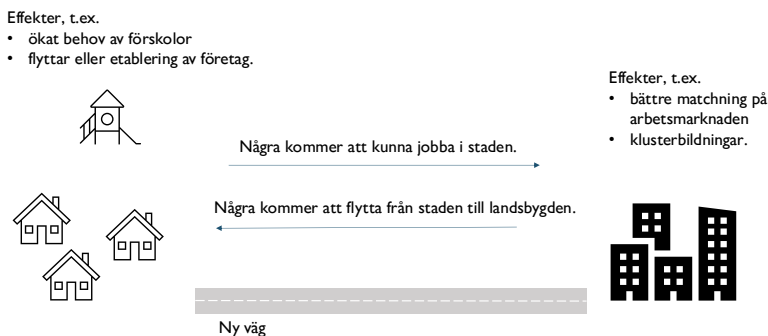 Effekter, t.ex.
• ökat behov av förskolor
• flyttar eller etablering av företag.
Effekter, t.ex.
• bättre matchning på
arbetsmarknaden
• klusterbildningar.
Några kommer att kunna jobba i staden.
Några kommer att flytta från staden till landsbygden.
Ny väg